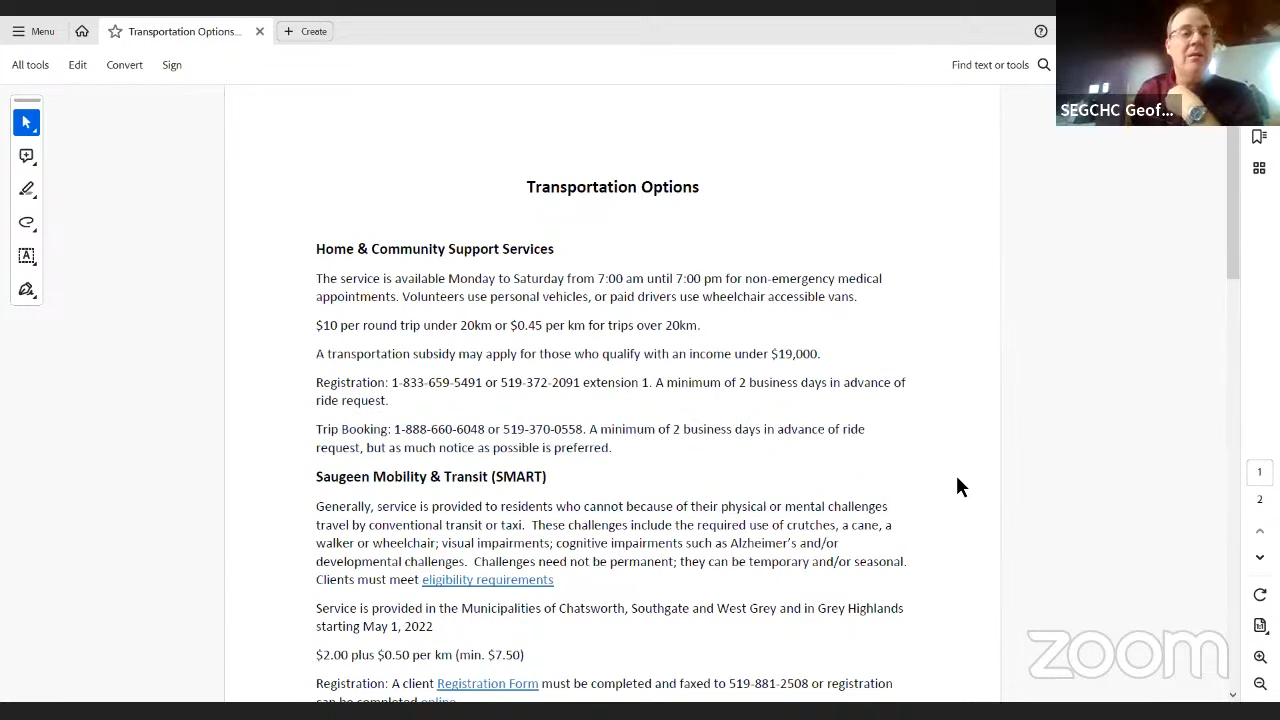 Menu
Transportation Options...
Create
All tools
Edit
Convert
Sign
Find text or tools
SEGCHC Geof...
Transportation Options
Home & Community Support Services
The service is available Monday to Saturday from 7:00 am until 7:00 pm for non-emergency medical
appointments. Volunteers use personal vehicles, or paid drivers use wheelchair accessible vans.
$10 per round trip under 20km or $0.45 per km for trips over 20km.
A transportation subsidy may apply for those who qualify with an income under $19,000.
Registration: 1-833-659-5491 or 519-372-2091 extension 1. A minimum of 2 business days in advance of
ride request.
Trip Booking: 1-888-660-6048 or 519-370-0558. A minimum of 2 business days in advance of ride
request, but as much notice as possible is preferred.
Saugeen Mobility & Transit (SMART)
Generally, service is provided to residents who cannot because of their physical or mental challenges
travel by conventional transit or taxi.  These challenges include the required use of crutches, a cane, a
walker or wheelchair; visual impairments; cognitive impairments such as Alzheimer's and/or
developmental challenges.  Challenges need not be permanent; they can be temporary and/or seasonal.
Clients must meet eligibility requirements
Service is provided in the Municipalities of Chatsworth, Southgate and West Grey and in Grey Highlands
starting May 1, 2022
$2.00 plus $0.50 per km (min. $7.50)
Registration: A client Registration Form must be completed and faxed to 519-881-2508 or registration
can be completed online
1
2
zoom